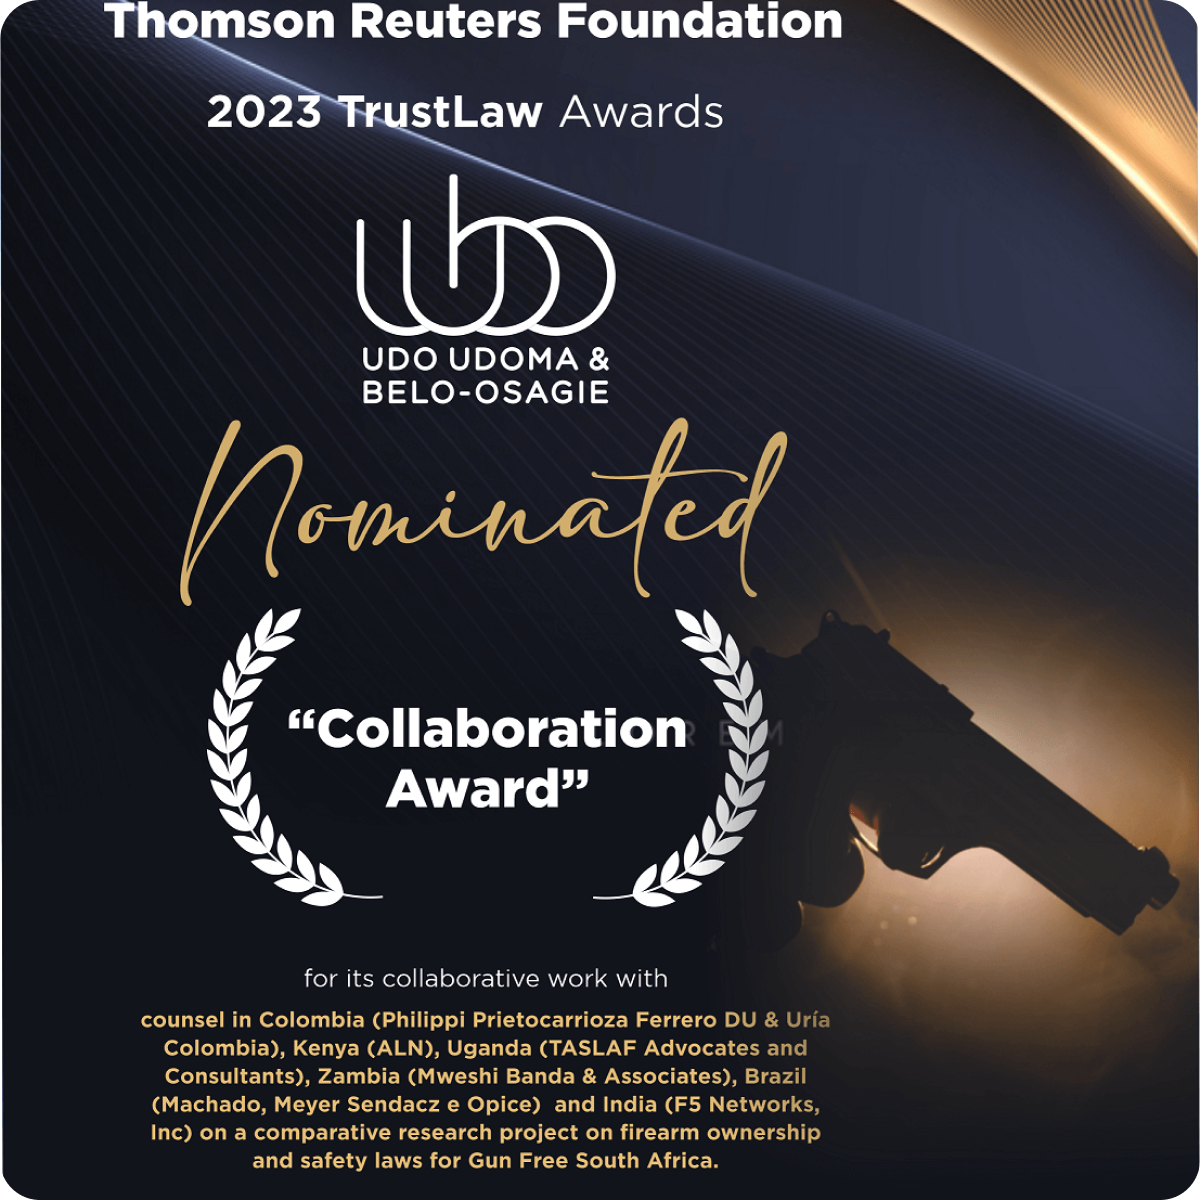 Thomson Reuters Foundation
2023 TrustLaw Awards
ubo
UDO UDOMA &
BELO-OSAGIE
Nominated
“Collaboration
Award”
for its collaborative work with
counsel in Colombia (Philippi Prietocarrioza Ferrero DU & Uría
Colombia), Kenya (ALN), Uganda (TASLAF Advocates and
Consultants), Zambia (Mweshi Banda & Associates), Brazil
(Machado, Meyer Sendacz e Opice) and India (F5 Networks,
Inc) on a comparative research project on firearm ownership
and safety laws for Gun Free South Africa.